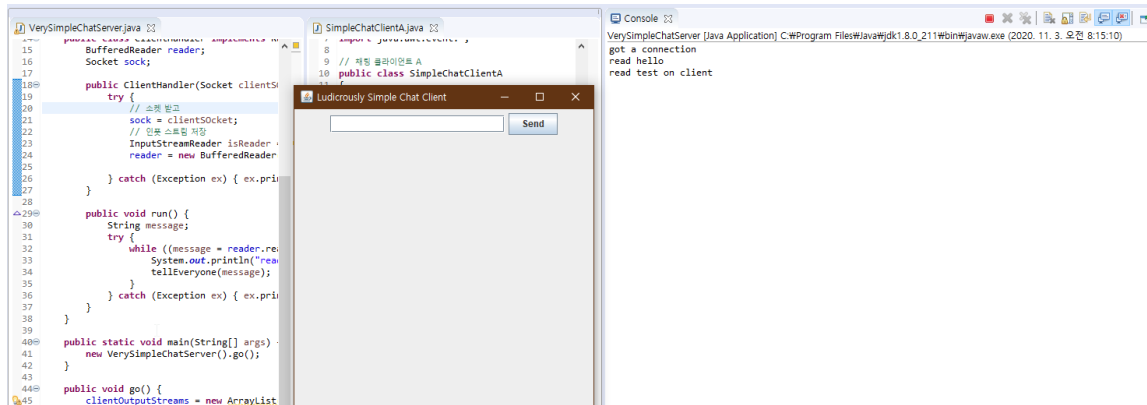 VerySimpleChatServer.java
15 BufferedReader reader;
16 Socket sock;
17
18 public ClientHandler(Socket clientSO
19 try {
20 // 소켓 받고
21 sock = clientSOcket;
22 // 인풋 스트림 저장
23 InputStreamReader isReader
24 reader = new BufferedReader
25
26 } catch (Exception ex) { ex.prin
27 }
28
29 public void run() {
30 String message;
31 try {
32 while ((message = reader.rea
33 System.out.println("rea
34 tellEveryone(message);
35 }
36 } catch (Exception ex) { ex.prin
37 }
38 }
39
40 public static void main(String[] args)
41 new VerySimpleChatServer().go();
42 }
43
44 public void go() {
45 clientOutputStreams = new ArrayList
SimpleChatClientA.java
8
9 // 채팅 클라이언트 A
10 public class SimpleChatClientA
Ludicrously Simple Chat Client
Send
Console
VerySimpleChatServer [Java Application] C:₩Program Files₩Java₩jdk1.8.0_211₩bin₩javaw.exe (2020. 11. 3. 오전 8:15:10)
got a connection
read hello
read test on client